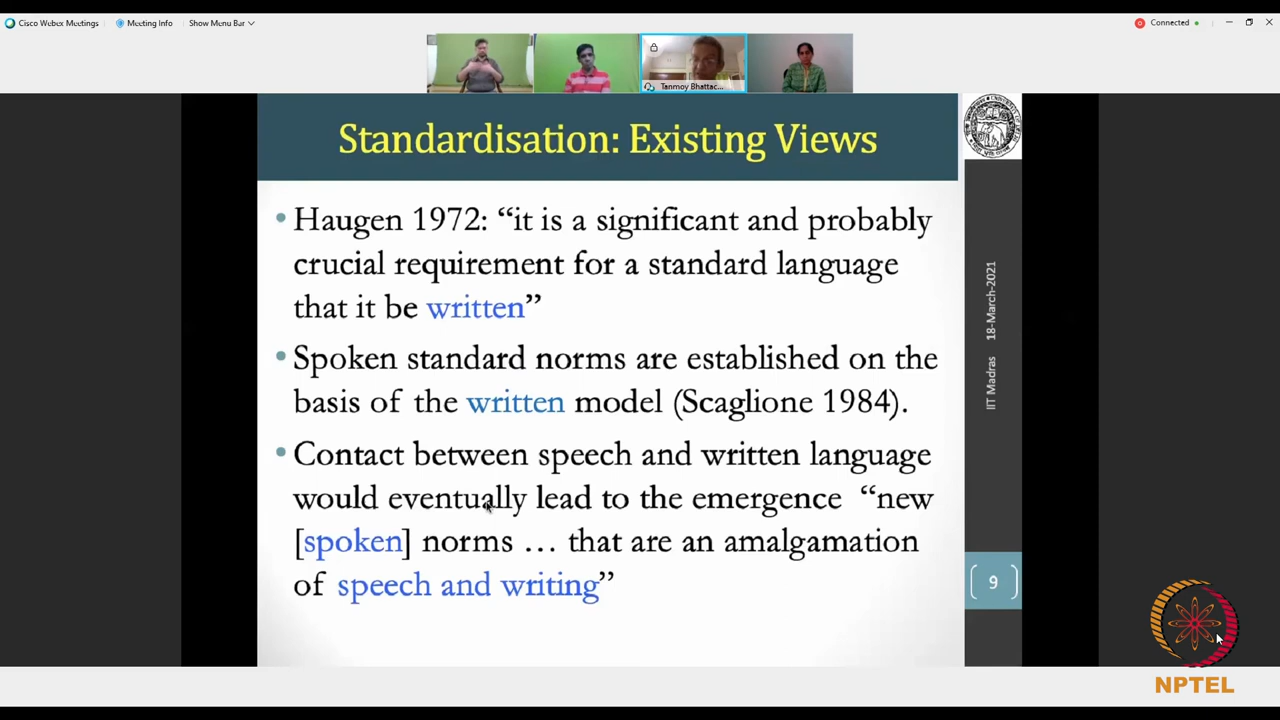 Cisco Webex Meetings
Meeting Info
Show Menu Bar
Connected
Tanmoy Bhattac...
Standardisation: Existing Views
• Haugen 1972: “it is a significant and probably
crucial requirement for a standard language
that it be written”
• Spoken standard norms are established on the
basis of the written model (Scaglione 1984).
• Contact between speech and written language
would eventually lead to the emergence “new
[spoken] norms … that are an amalgamation
of speech and writing”
IIT Madras 18-March-2021
9
NPTEL